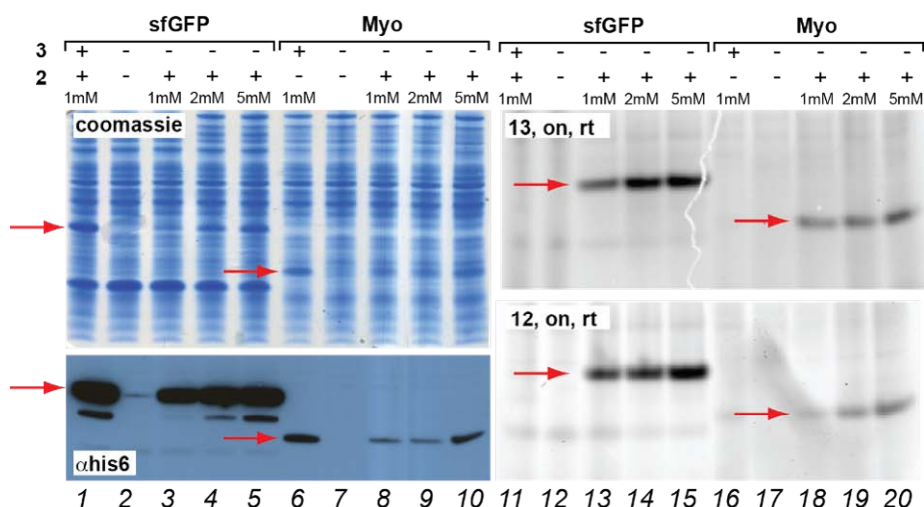 sfGFP Myo sfGFP Myo
3 + - - - - + - - - - + - - - - + - - - -
2 + - + + + + - + + + + - + + + + - + + +
1mM 1mM 2mM 5mM 1mM 1mM 2mM 5mM 1mM 1mM 2mM 5mM 1mM 1mM 2mM 5mM
coomassie 13, on, rt
12, on, rt
αhis6
1 2 3 4 5 6 7 8 9 10 11 12 13 14 15 16 17 18 19 20